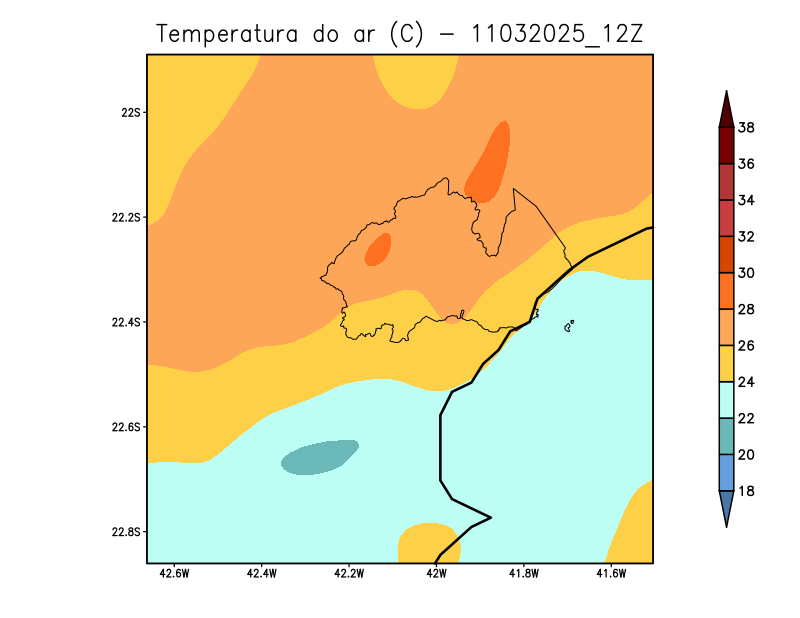 Temperatura do ar (C) - 11032025_12Z
22S
22.2S
22.4S
22.6S
22.8S
42.6W
42.4W
42.2W
42W
41.8W
41.6W
38
36
34
32
30
28
26
24
22
20
18